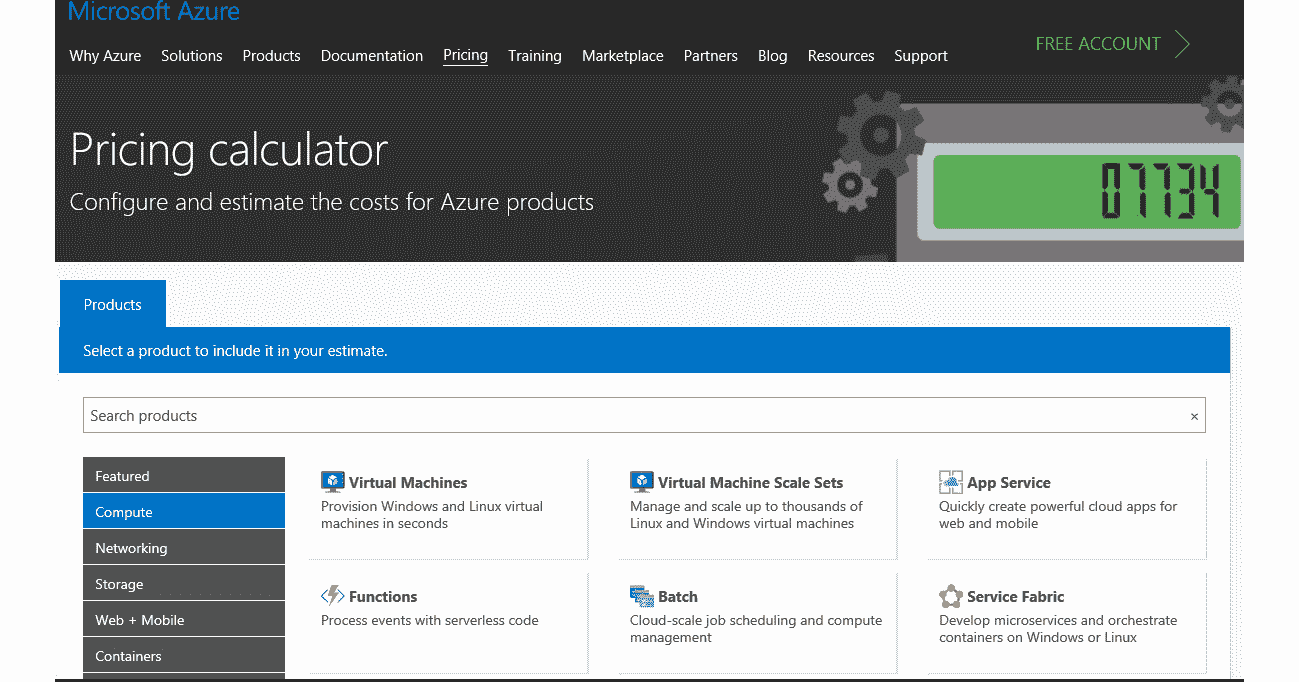 Microsoft Azure
Why Azure Solutions Products Documentation Pricing Training Marketplace Partners Blog Resources Support
FREE ACCOUNT
Pricing calculator
Configure and estimate the costs for Azure products
07734
Products
Select a product to include it in your estimate.
Search products ×
Featured
Compute
Networking
Storage
Web + Mobile
Containers
Virtual Machines
Provision Windows and Linux virtual
machines in seconds
Virtual Machine Scale Sets
Manage and scale up to thousands of
Linux and Windows virtual machines
App Service
Quickly create powerful cloud apps for
web and mobile
Functions
Process events with serverless code
Batch
Cloud-scale job scheduling and compute
management
Service Fabric
Develop microservices and orchestrate
containers on Windows or Linux